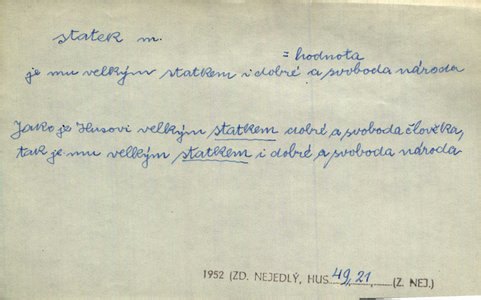 statek m.
= hodnota
je mu velkým statkem i dobré a svoboda národa
Jako je Husovi velkým statkem dobré a svoboda člověka,
tak je mu velkým statkem i dobré a svoboda národa
1952 (ZD. NEJEDLÝ, HUS 49, 21 (Z. NEJ.)